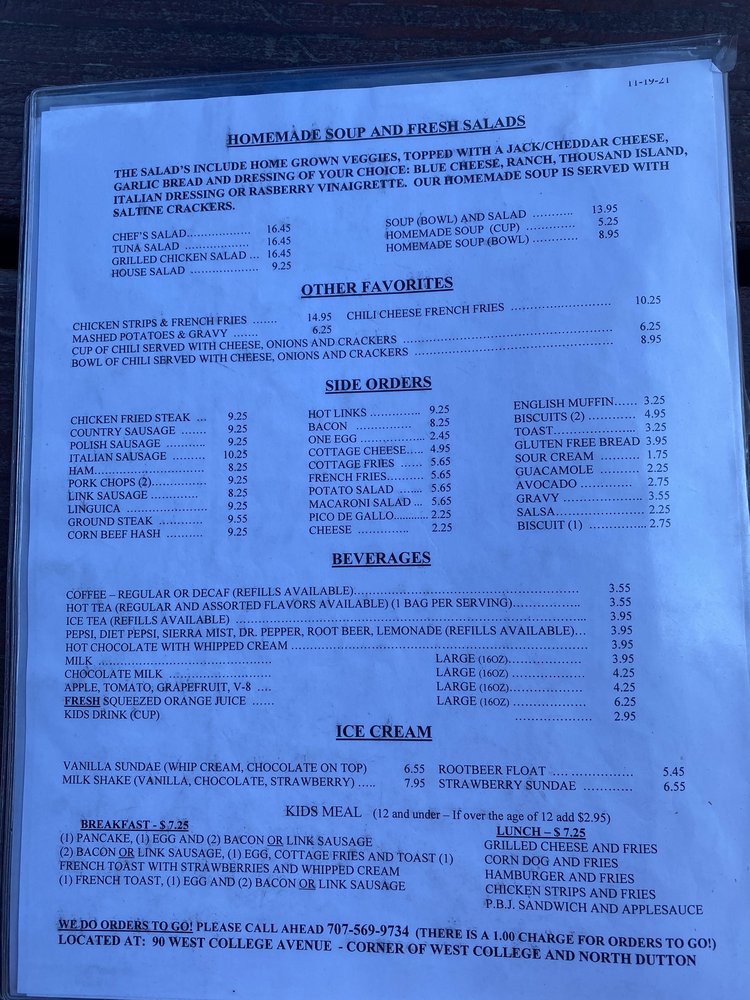 11-19-21
HOMEMADE SOUP AND FRESH SALADS
THE SALAD'S INCLUDE HOME GROWN VEGGIES, TOPPED WITH A JACK/CHEDDAR CHEESE,
GARLIC BREAD AND DRESSING OF YOUR CHOICE: BLUE CHEESE, RANCH, THOUSAND ISLAND,
ITALIAN DRESSING OR RASBERRY VINAIGRETTE. OUR HOMEMADE SOUP IS SERVED WITH
SALTINE CRACKERS.
CHEF'S SALAD.................. 16.45
TUNA SALAD .................. 16.45
GRILLED CHICKEN SALAD ... 16.45
HOUSE SALAD .................. 9.25
SOUP (BOWL) AND SALAD ........... 13.95
HOMEMADE SOUP (CUP) ............. 5.25
HOMEMADE SOUP (BOWL) ............. 8.95
OTHER FAVORITES
CHICKEN STRIPS & FRENCH FRIES ....... 14.95 CHILI CHEESE FRENCH FRIES .......................... 10.25
MASHED POTATOES & GRAVY ....... 6.25
CUP OF CHILI SERVED WITH CHEESE, ONIONS AND CRACKERS .................... 6.25
BOWL OF CHILI SERVED WITH CHEESE, ONIONS AND CRACKERS .................... 8.95
SIDE ORDERS
CHICKEN FRIED STEAK ... 9.25
COUNTRY SAUSAGE ....... 9.25
POLISH SAUSAGE .......... 9.25
ITALIAN SAUSAGE ......... 10.25
HAM.............................. 8.25
PORK CHOPS (2)............... 9.25
LINK SAUSAGE ............... 8.25
LINGUICA ...................... 9.25
GROUND STEAK ............ 9.55
CORN BEEF HASH .......... 9.25
HOT LINKS .............. 9.25
BACON ............... 8.25
ONE EGG ................. 2.45
COTTAGE CHEESE..... 4.95
COTTAGE FRIES ...... 5.65
FRENCH FRIES.......... 5.65
POTATO SALAD ....... 5.65
MACARONI SALAD ... 5.65
PICO DE GALLO............ 2.25
CHEESE .............. 2.25
ENGLISH MUFFIN...... 3.25
BISCUITS (2) ............. 4.95
TOAST...................... 3.25
GLUTEN FREE BREAD 3.95
SOUR CREAM ........... 1.75
GUACAMOLE ........... 2.25
AVOCADO .............. 2.75
GRAVY .................... 3.55
SALSA........................ 2.25
BISCUIT (1) ................ 2.75
BEVERAGES
COFFEE – REGULAR OR DECAF (REFILLS AVAILABLE).................... 3.55
HOT TEA (REGULAR AND ASSORTED FLAVORS AVAILABLE) (1 BAG PER SERVING).................. 3.55
ICE TEA (REFILLS AVAILABLE) .................... 3.95
PEPSI, DIET PEPSI, SIERRA MIST, DR. PEPPER, ROOT BEER, LEMONADE (REFILLS AVAILABLE)... 3.95
HOT CHOCOLATE WITH WHIPPED CREAM .................... 3.95
MILK .................... LARGE (16OZ).................. 3.95
CHOCOLATE MILK .................... LARGE (16OZ).................. 4.25
APPLE, TOMATO, GRAPEFRUIT, V-8 .... LARGE (16OZ).................. 4.25
FRESH SQUEEZED ORANGE JUICE ...... LARGE (16OZ) .................. 6.25
KIDS DRINK (CUP) .................... 2.95
ICE CREAM
VANILLA SUNDAE (WHIP CREAM, CHOCOLATE ON TOP) 6.55 ROOTBEER FLOAT .................... 5.45
MILK SHAKE (VANILLA, CHOCOLATE, STRAWBERRY) ..... 7.95 STRAWBERRY SUNDAE ............. 6.55
KIDS MEAL (12 and under – If over the age of 12 add $2.95)
BREAKFAST - $ 7.25
(1) PANCAKE, (1) EGG AND (2) BACON OR LINK SAUSAGE
(2) BACON OR LINK SAUSAGE, (1) EGG, COTTAGE FRIES AND TOAST (1)
FRENCH TOAST WITH STRAWBERRIES AND WHIPPED CREAM
(1) FRENCH TOAST, (1) EGG AND (2) BACON OR LINK SAUSAGE
LUNCH – $ 7.25
GRILLED CHEESE AND FRIES
CORN DOG AND FRIES
HAMBURGER AND FRIES
CHICKEN STRIPS AND FRIES
P.B.J. SANDWICH AND APPLESAUCE
WE DO ORDERS TO GO! PLEASE CALL AHEAD 707-569-9734 (THERE IS A 1.00 CHARGE FOR ORDERS TO GO!)
LOCATED AT: 90 WEST COLLEGE AVENUE - CORNER OF WEST COLLEGE AND NORTH DUTTON